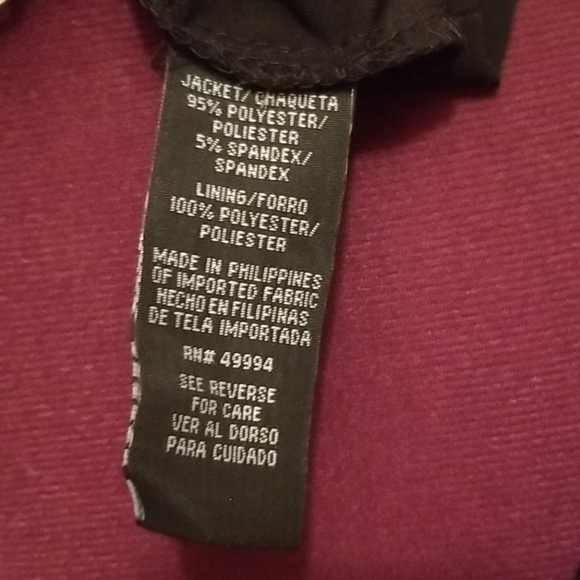 JACKET/CHAQUETA
95% POLYESTER/
POLIESTER
5% SPANDEX/
SPANDEX
LINING/FORRO
100% POLYESTER/
POLIESTER
MADE IN PHILIPPINES
OF IMPORTED FABRIC
HECHO EN FILIPINAS
DE TELA IMPORTADA
RN# 49994
SEE REVERSE
FOR CARE
VER AL DORSO
PARA CUIDADO